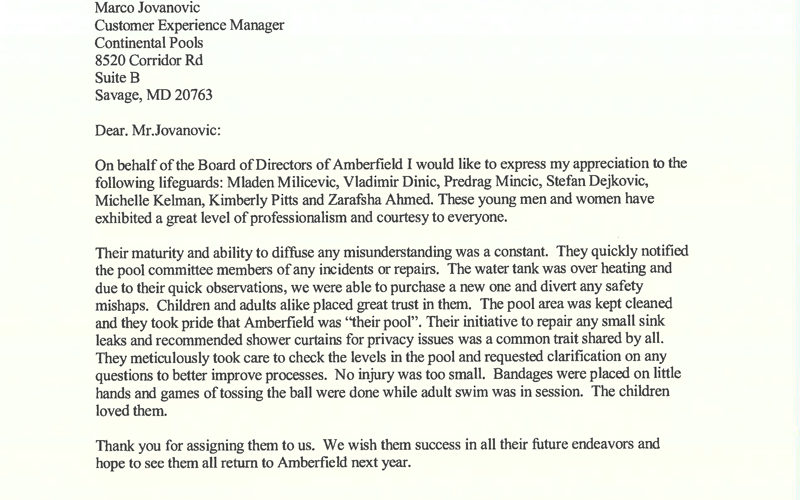 Marco Jovanovic
Customer Experience Manager
Continental Pools
8520 Corridor Rd
Suite B
Savage, MD 20763
Dear. Mr.Jovanovic:
On behalf of the Board of Directors of Amberfield I would like to express my appreciation to the
following lifeguards: Mladen Milicevic, Vladimir Dinic, Predrag Mincic, Stefan Dejkovic,
Michelle Kelman, Kimberly Pitts and Zarafsha Ahmed. These young men and women have
exhibited a great level of professionalism and courtesy to everyone.
Their maturity and ability to diffuse any misunderstanding was a constant.  They quickly notified
the pool committee members of any incidents or repairs.  The water tank was over heating and
due to their quick observations, we were able to purchase a new one and divert any safety
mishaps.  Children and adults alike placed great trust in them.  The pool area was kept cleaned
and they took pride that Amberfield was “their pool”. Their initiative to repair any small sink
leaks and recommended shower curtains for privacy issues was a common trait shared by all.
They meticulously took care to check the levels in the pool and requested clarification on any
questions to better improve processes.  No injury was too small.  Bandages were placed on little
hands and games of tossing the ball were done while adult swim was in session.  The children
loved them.
Thank you for assigning them to us.  We wish them success in all their future endeavors and
hope to see them all return to Amberfield next year.